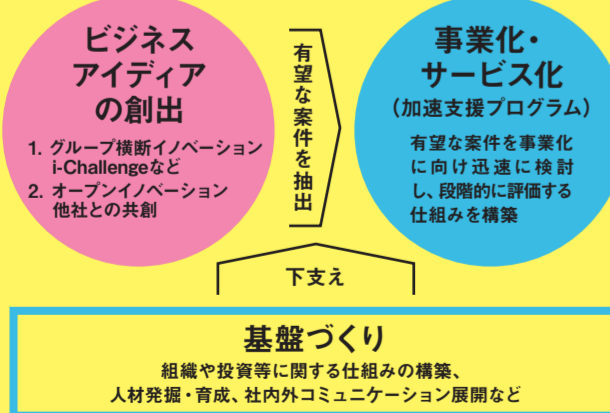 ビジネス
アイディア
の創出
1. グループ横断イノベーション
i-Challengeなど
2. オープンイノベーション
他社との共創
有望な案件を抽出
事業化・
サービス化
（加速支援プログラム）
有望な案件を事業化
に向け迅速に検討
し、段階的に評価する
仕組みを構築
下支え
基盤づくり
組織や投資等に関する仕組みの構築、
人材発掘・育成、社内外コミュニケーション展開など